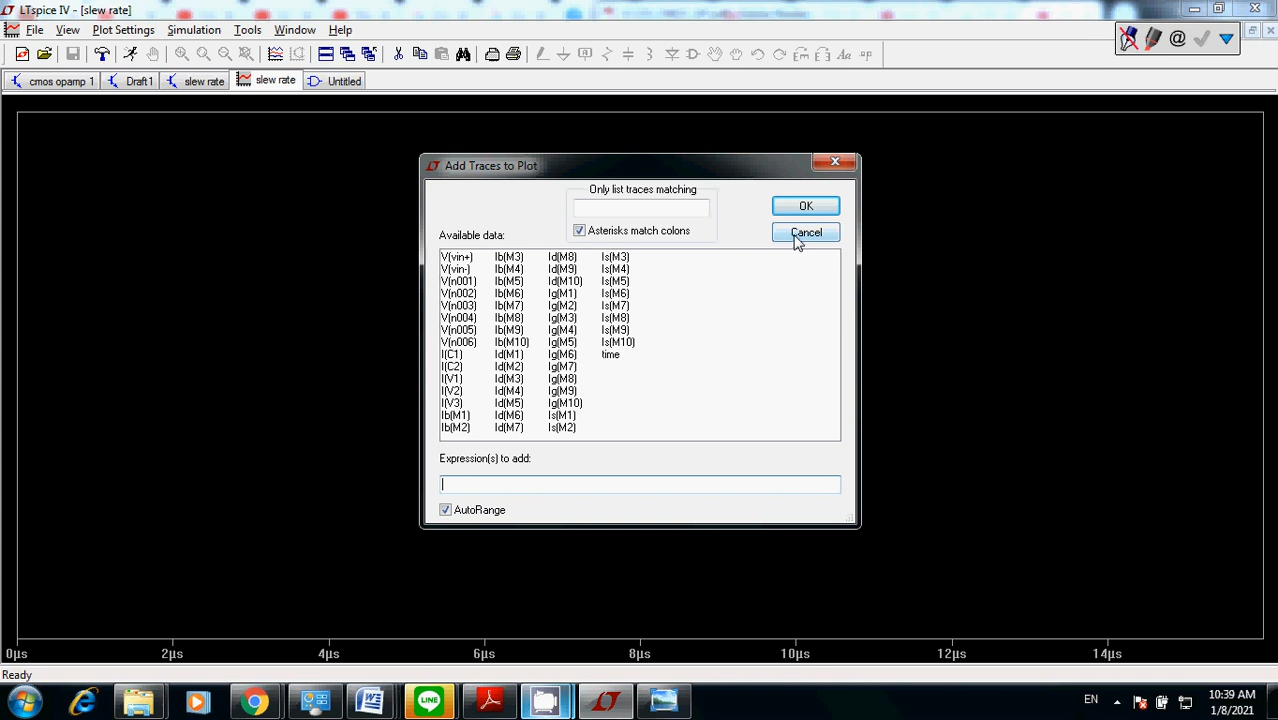 LTspice IV - [slew rate]
File View Plot Settings Simulation Tools Window Help
cmos opamp 1 Draft1 slew rate slew rate Untitled
Add Traces to Plot
Only list traces matching
OK
Asterisks match colons
Cancel
Available data:
V(vin+) Ib(M3) Id(M8) Is(M3)
V(vin-) Ib(M4) Id(M9) Is(M4)
V(n001) Ib(M5) Id(M10) Is(M5)
V(n002) Ib(M6) Ig(M1) Is(M6)
V(n003) Ib(M7) Ig(M2) Is(M7)
V(n004) Ib(M8) Ig(M3) Is(M8)
V(n005) Ib(M9) Ig(M4) Is(M9)
V(n006) Ib(M10) Ig(M5) Is(M10)
I(C1) Id(M1) Ig(M6) time
I(C2) Id(M2) Ig(M7)
I(V1) Id(M3) Ig(M8)
I(V2) Id(M4) Ig(M9)
I(V3) Id(M5) Ig(M10)
Ib(M1) Id(M6) Is(M1)
Ib(M2) Id(M7) Is(M2)
Expression(s) to add:
AutoRange
0µs 2µs 4µs 6µs 8µs 10µs 12µs 14µs
Ready
LINE
EN
10:39 AM
1/8/2021